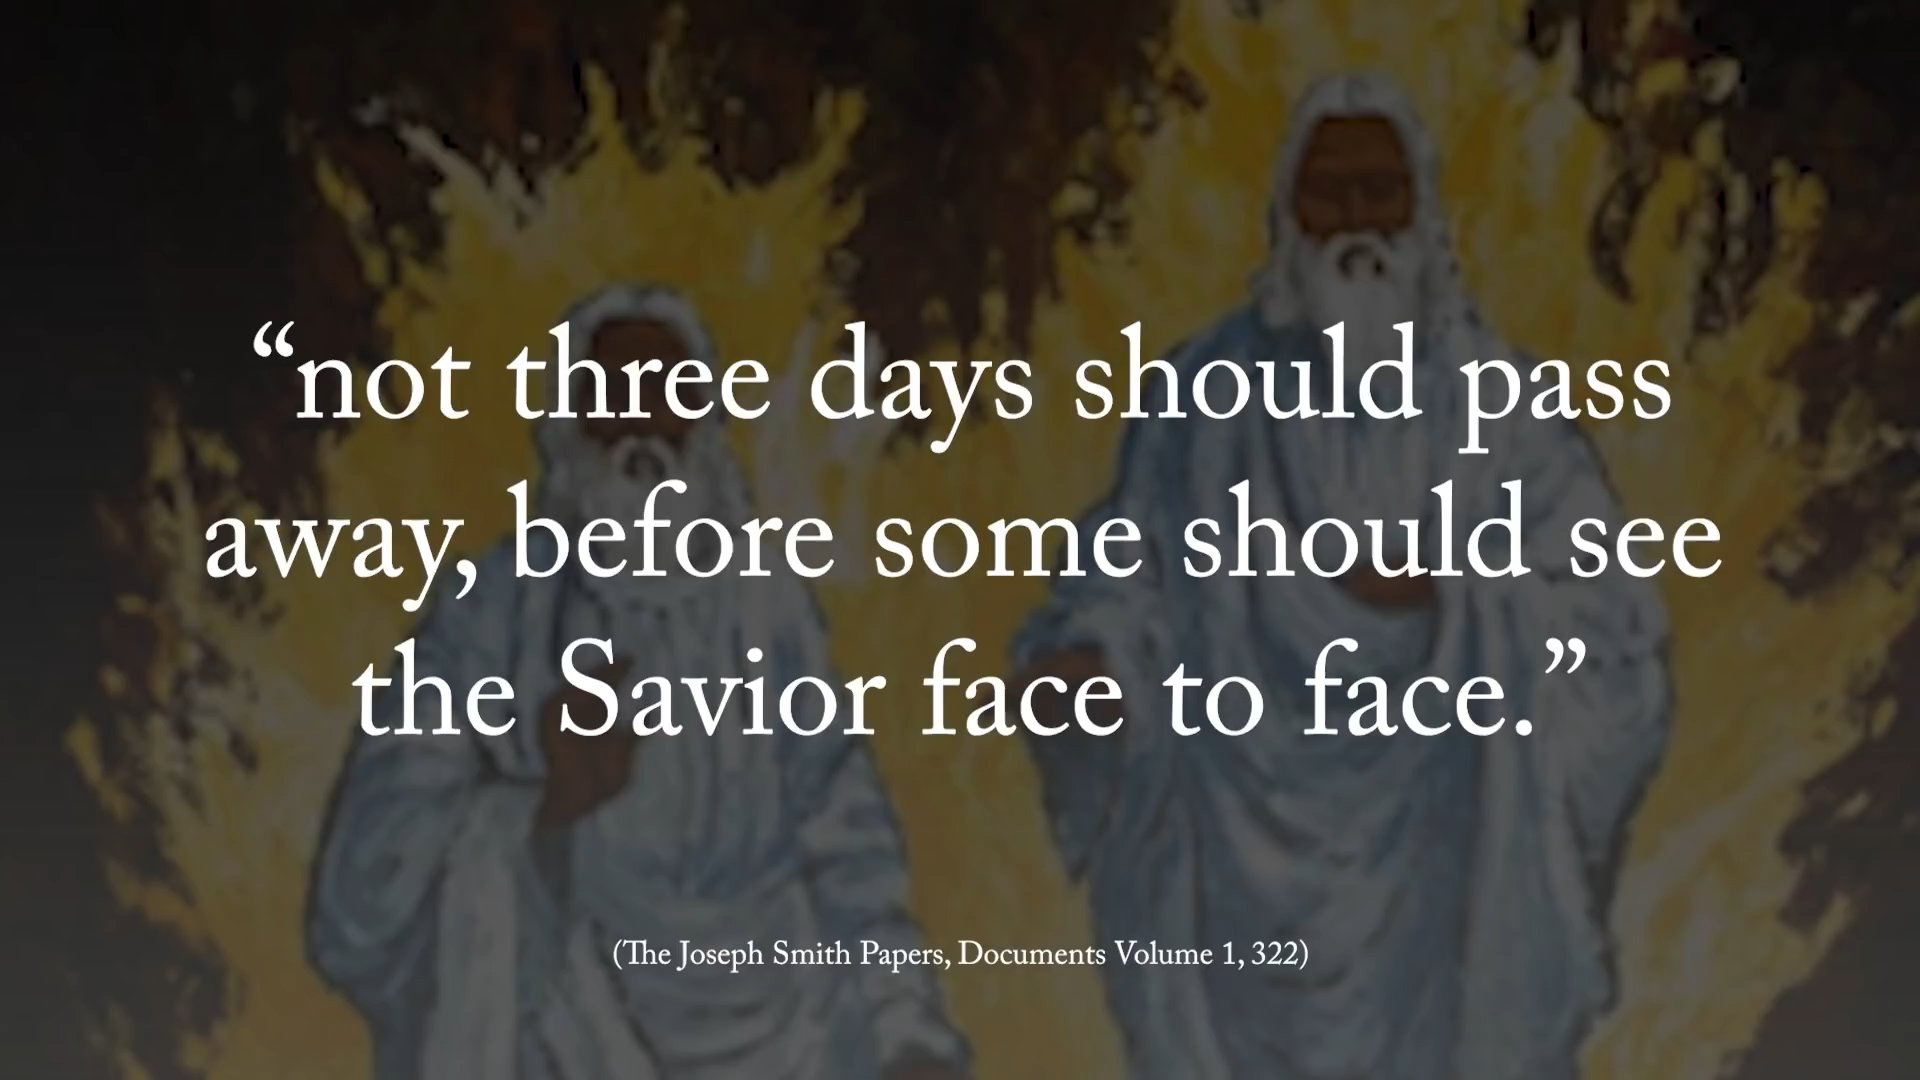 “not three days should pass
away, before some should see
the Savior face to face.”
(The Joseph Smith Papers, Documents Volume 1, 322)